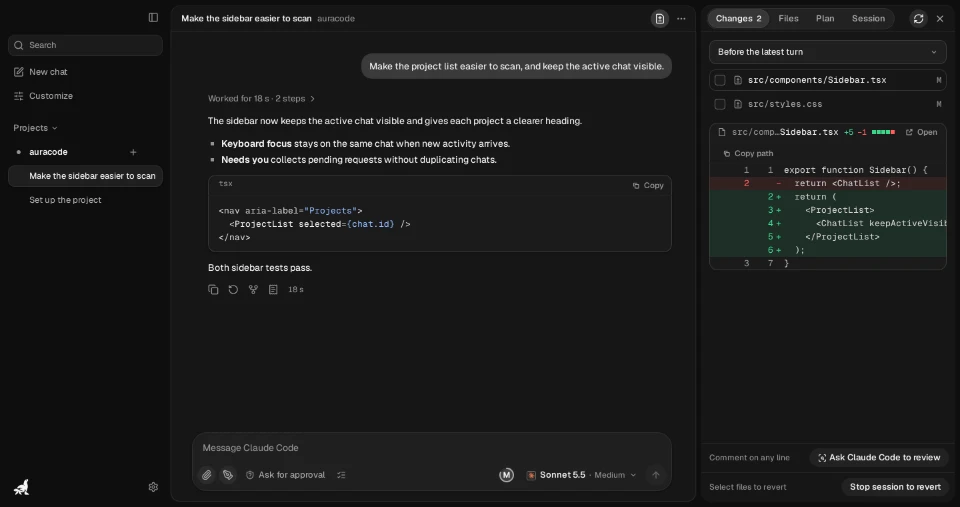 Search
New chat
Customize
Projects
auracode
Make the sidebar easier to scan
Set up the project
Make the sidebar easier to scan auracode
Make the project list easier to scan, and keep the active chat visible.
Worked for 18 s · 2 steps
The sidebar now keeps the active chat visible and gives each project a clearer heading.
Keyboard focus stays on the same chat when new activity arrives.
Needs you collects pending requests without duplicating chats.
tsx Copy
<nav aria-label="Projects">
<ProjectList selected={chat.id} />
</nav>
Both sidebar tests pass.
18 s
Message Claude Code
Ask for approval
M Sonnet 5.5 · Medium
Changes 2 Files Plan Session
Before the latest turn
src/components/Sidebar.tsx M
src/styles.css M
src/comp…Sidebar.tsx +5 -1 Open
Copy path
1 1 export function Sidebar() {
2 - return <ChatList />;
2 + return (
3 + <ProjectList>
4 + <ChatList keepActiveVisib
5 + </ProjectList>
6 + );
3 7 }
Comment on any line Ask Claude Code to review
Select files to revert Stop session to revert